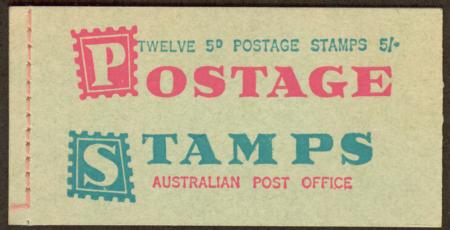 TWELVE 5D POSTAGE STAMPS 5/-
POSTAGE
STAMPS
AUSTRALIAN POST OFFICE